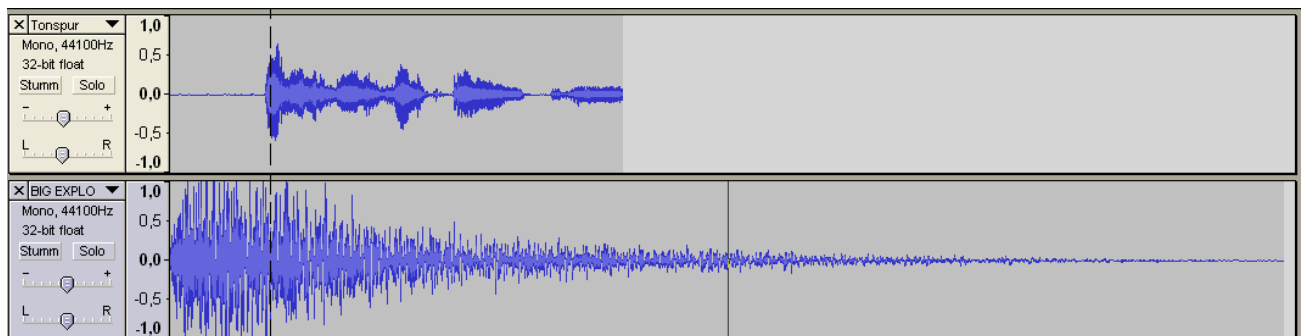 × Tonspur ▼
Mono, 44100Hz
32-bit float
Stumm Solo
- +
L R
1,0
0,5
0,0
-0,5
-1,0
× BIG EXPLO ▼
Mono, 44100Hz
32-bit float
Stumm Solo
- +
L R
1,0
0,5
0,0
-0,5
-1,0